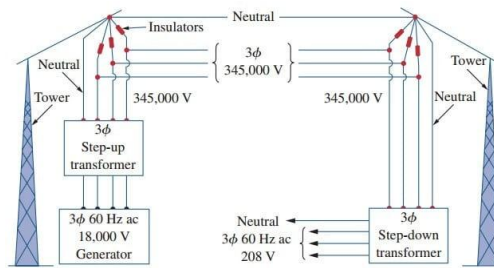 Neutral
Insulators
3ϕ
345,000 V
Neutral
Tower
345,000 V
345,000 V
Tower
Neutral
3ϕ
Step-up
transformer
3ϕ 60 Hz ac
18,000 V
Generator
Neutral
3ϕ 60 Hz ac
208 V
3ϕ
Step-down
transformer